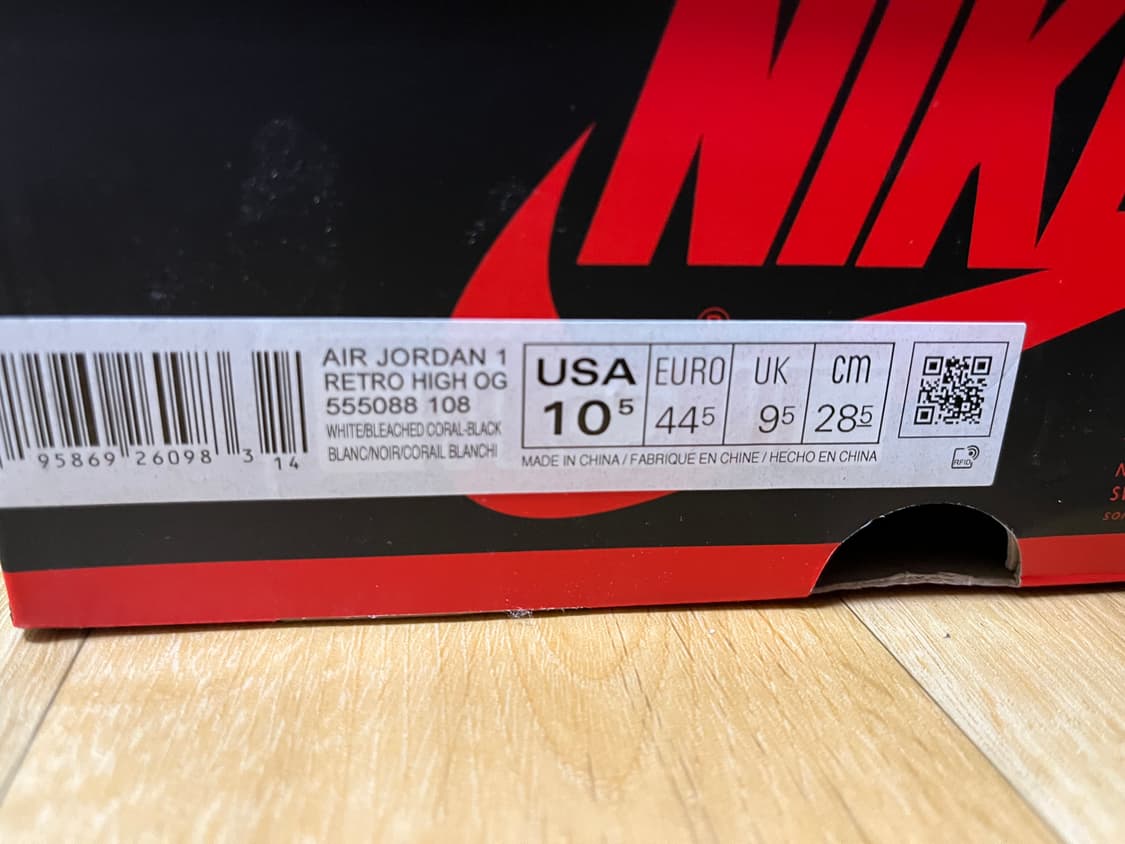 NIK
®
AIR JORDAN 1
RETRO HIGH OG
555088 108
WHITE/BLEACHED CORAL-BLACK
BLANC/NOIR/CORAIL BLANCHI
95869 26098 3 14
USA EURO UK cm
10⁵ 44⁵ 9⁵ 28⁵
MADE IN CHINA / FABRIQUE EN CHINE / HECHO EN CHINA
RFID